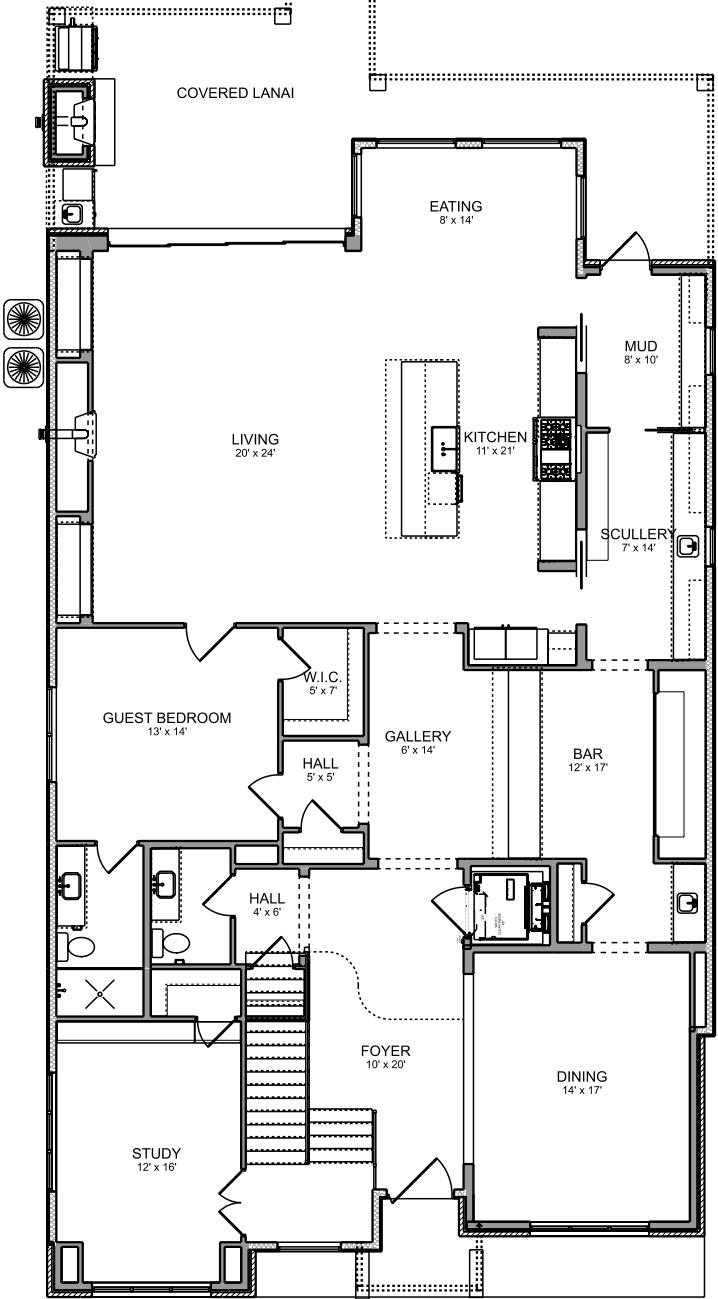 COVERED LANAI
EATING
8' x 14'
MUD
8' x 10'
LIVING
20' x 24'
KITCHEN
11' x 21'
SCULLERY
7' x 14'
W.I.C.
5' x 7'
GUEST BEDROOM
13' x 14'
GALLERY
6' x 14'
BAR
12' x 17'
HALL
5' x 5'
HALL
4' x 6'
FOYER
10' x 20'
DINING
14' x 17'
STUDY
12' x 16'